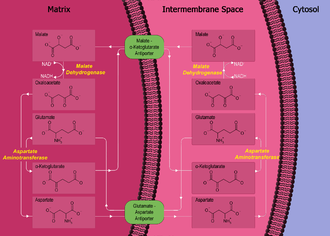 Matrix
Intermembrane Space
Cytosol
Malate
Malate -
α-Ketoglutarate
Antiporter
Malate
NAD
NADH
Malate
Dehydrogenase
NAD
NADH
Malate
Dehydrogenase
Oxaloacetate
Oxaloacetate
Glutamate
Glutamate
Aspartate
Aminotransferase
Aspartate
Aminotransferase
α-Ketoglutarate
α-Ketoglutarate
Aspartate
Glutamate -
Aspartate
Antiporter
Aspartate